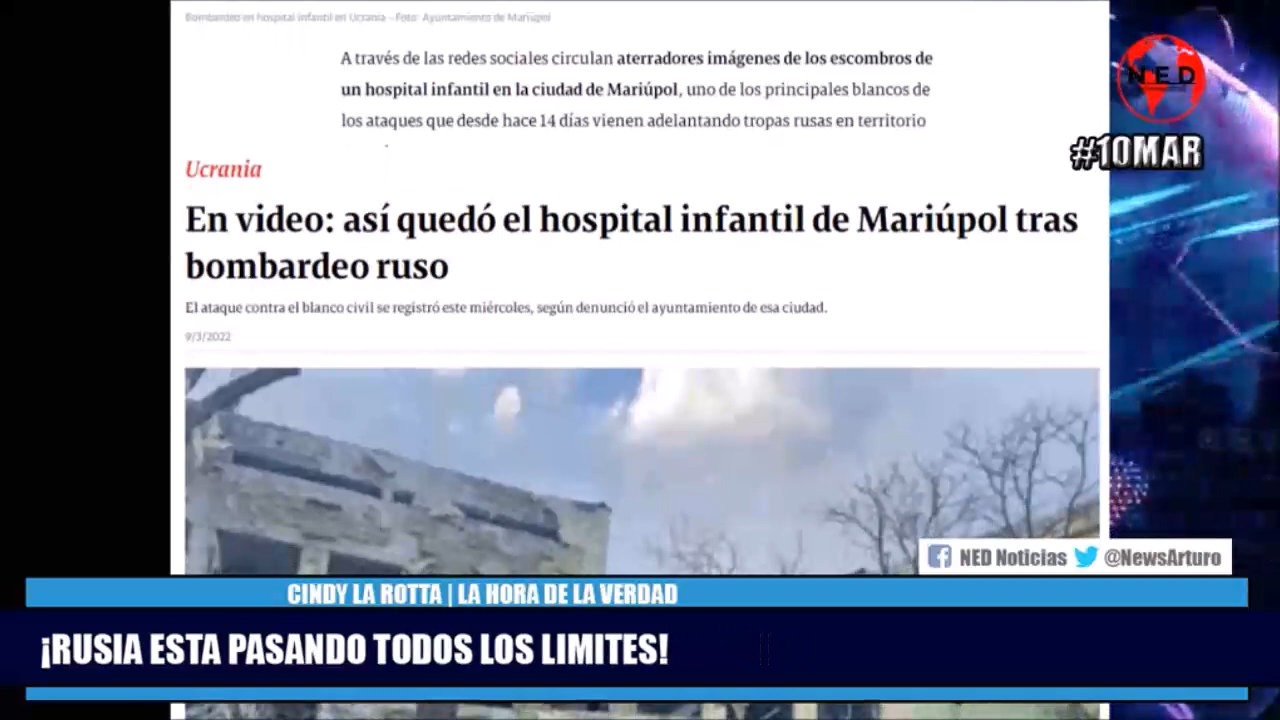 Bombardeo en hospital infantil en Ucrania - Foto: Ayuntamiento de Mariúpol
A través de las redes sociales circulan aterradores imágenes de los escombros de
un hospital infantil en la ciudad de Mariúpol, uno de los principales blancos de
los ataques que desde hace 14 días vienen adelantando tropas rusas en territorio
NED
#10MAR
Ucrania
En video: así quedó el hospital infantil de Mariúpol tras
bombardeo ruso
El ataque contra el blanco civil se registró este miércoles, según denunció el ayuntamiento de esa ciudad.
9/3/2022
NED Noticias @NewsArturo
CINDY LA ROTTA | LA HORA DE LA VERDAD
¡RUSIA ESTA PASANDO TODOS LOS LIMITES!